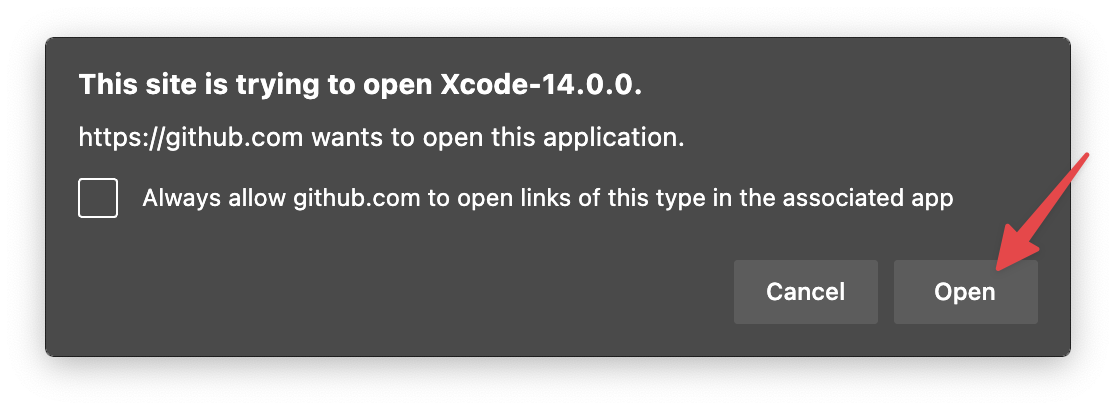 This site is trying to open Xcode-14.0.0.
https://github.com wants to open this application.
Always allow github.com to open links of this type in the associated app
Cancel
Open